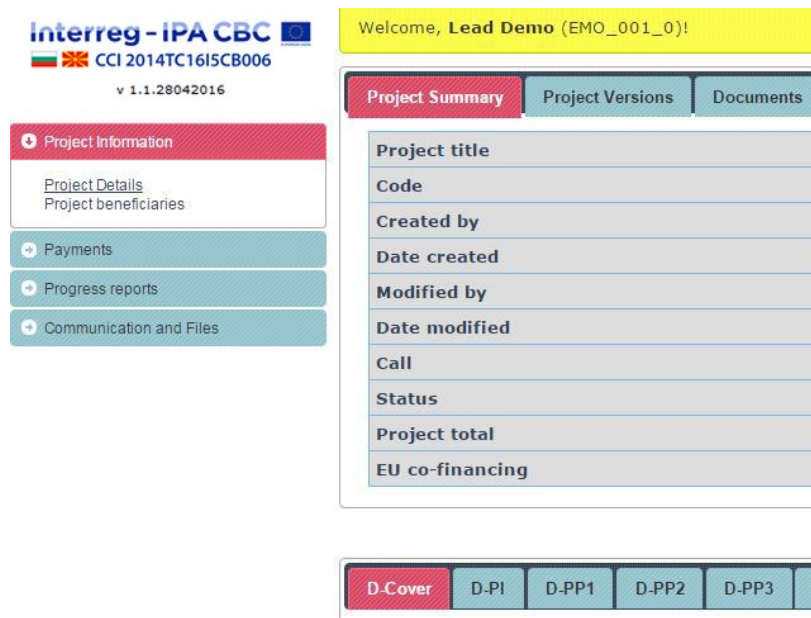 Interreg - IPA CBC
CCI 2014TC16I5CB006
v 1.1.28042016
Project Information
Project Details
Project beneficiaries
Payments
Progress reports
Communication and Files
Welcome, Lead Demo (EMO_001_0)!
Project Summary Project Versions Documents
Project title
Code
Created by
Date created
Modified by
Date modified
Call
Status
Project total
EU co-financing
D-Cover D-PI D-PP1 D-PP2 D-PP3